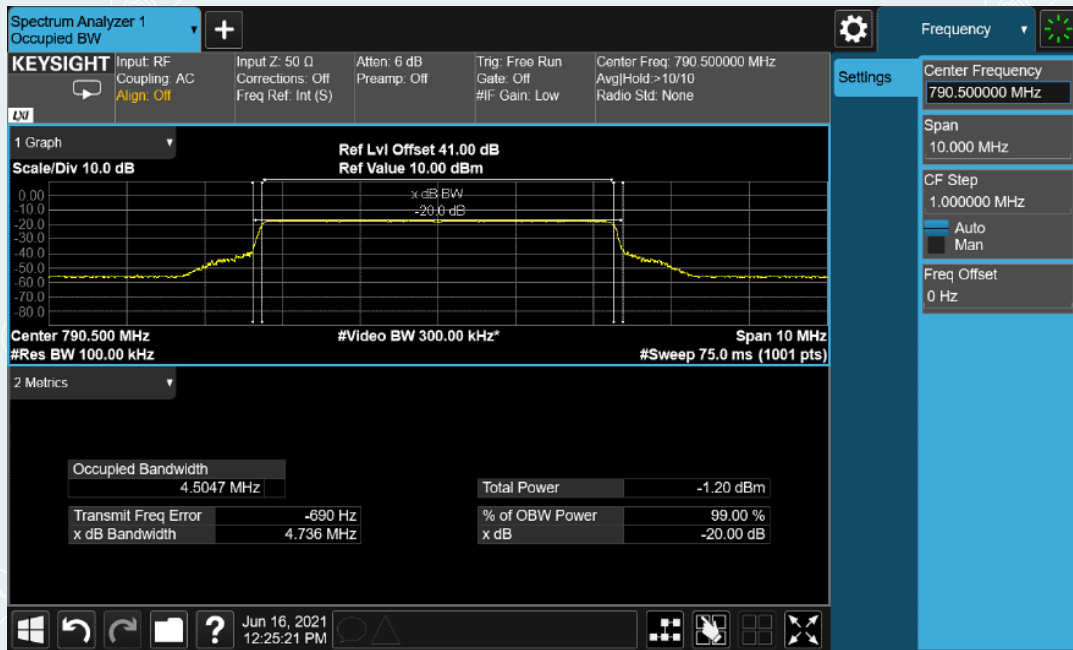 Spectrum Analyzer 1
Occupied BW
+
Frequency
KEYSIGHT
LXI
Input: RF
Coupling: AC
Align: Off
Input Z: 50 Ω
Corrections: Off
Freq Ref: Int (S)
Atten: 6 dB
Preamp: Off
Trig: Free Run
Gate: Off
#IF Gain: Low
Center Freq: 790.500000 MHz
Avg|Hold:>10/10
Radio Std: None
Settings
Center Frequency
790.500000 MHz
Span
10.000 MHz
CF Step
1.000000 MHz
Auto
Man
Freq Offset
0 Hz
1 Graph
Scale/Div 10.0 dB
Ref Lvl Offset 41.00 dB
Ref Value 10.00 dBm
x dB BW
-20.0 dB
0.00
-10.0
-20.0
-30.0
-40.0
-50.0
-60.0
-70.0
-80.0
Center 790.500 MHz
#Video BW 300.00 kHz*
Span 10 MHz
#Res BW 100.00 kHz
#Sweep 75.0 ms (1001 pts)
2 Metrics
Occupied Bandwidth
4.5047 MHz
Total Power -1.20 dBm
Transmit Freq Error -690 Hz
% of OBW Power 99.00 %
x dB Bandwidth 4.736 MHz
x dB -20.00 dB
?
Jun 16, 2021
12:25:21 PM